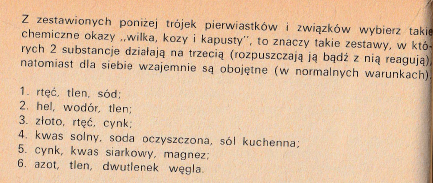 Z zestawionych poniżej trójek pierwiastków i związków wybierz takie
chemiczne okazy „wilka, kozy i kapusty", to znaczy takie zestawy, w któ-
rych 2 substancje działają na trzecią (rozpuszczają ją bądź z nią reagują),
natomiast dla siebie wzajemnie są obojętne (w normalnych warunkach).
1. rtęć, tlen, sód;
2. hel, wodór, tlen;
3. złoto, rtęć, cynk;
4. kwas solny, soda oczyszczona, sól kuchenna;
5. cynk, kwas siarkowy, magnez;
6. azot, tlen, dwutlenek węgla.